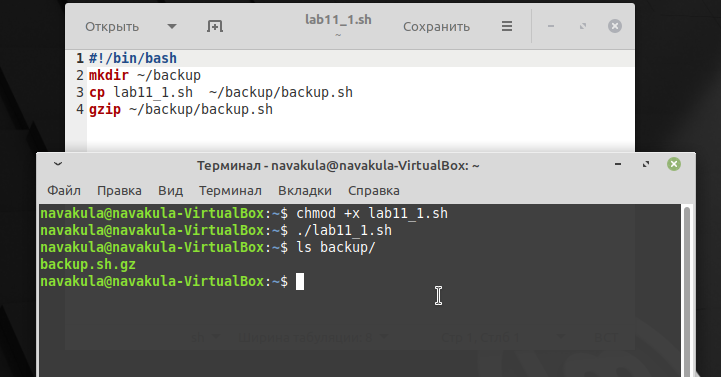 Открыть
lab11_1.sh
~
Сохранить
1 #!/bin/bash
2 mkdir ~/backup
3 cp lab11_1.sh  ~/backup/backup.sh
4 gzip ~/backup/backup.sh
Терминал - navakula@navakula-VirtualBox: ~
Файл Правка Вид Терминал Вкладки Справка
navakula@navakula-VirtualBox:~$ chmod +x lab11_1.sh
navakula@navakula-VirtualBox:~$ ./lab11_1.sh
navakula@navakula-VirtualBox:~$ ls backup/
backup.sh.gz
navakula@navakula-VirtualBox:~$